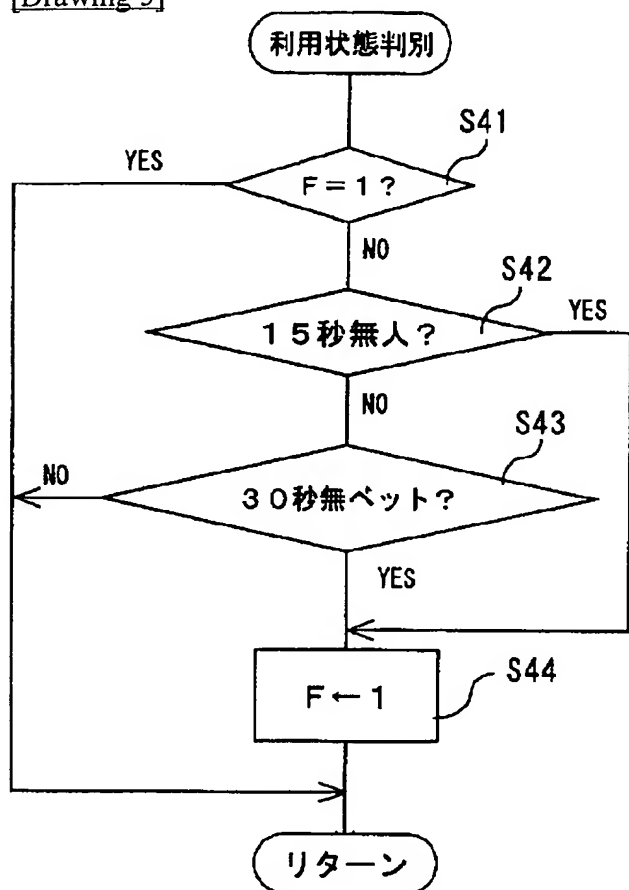 [Drawing 5]
利用状態判別
S41
YES
F=1?
NO
S42
15秒無人?
YES
NO
S43
NO
30秒無ベット?
YES
S44
F←1
リターン